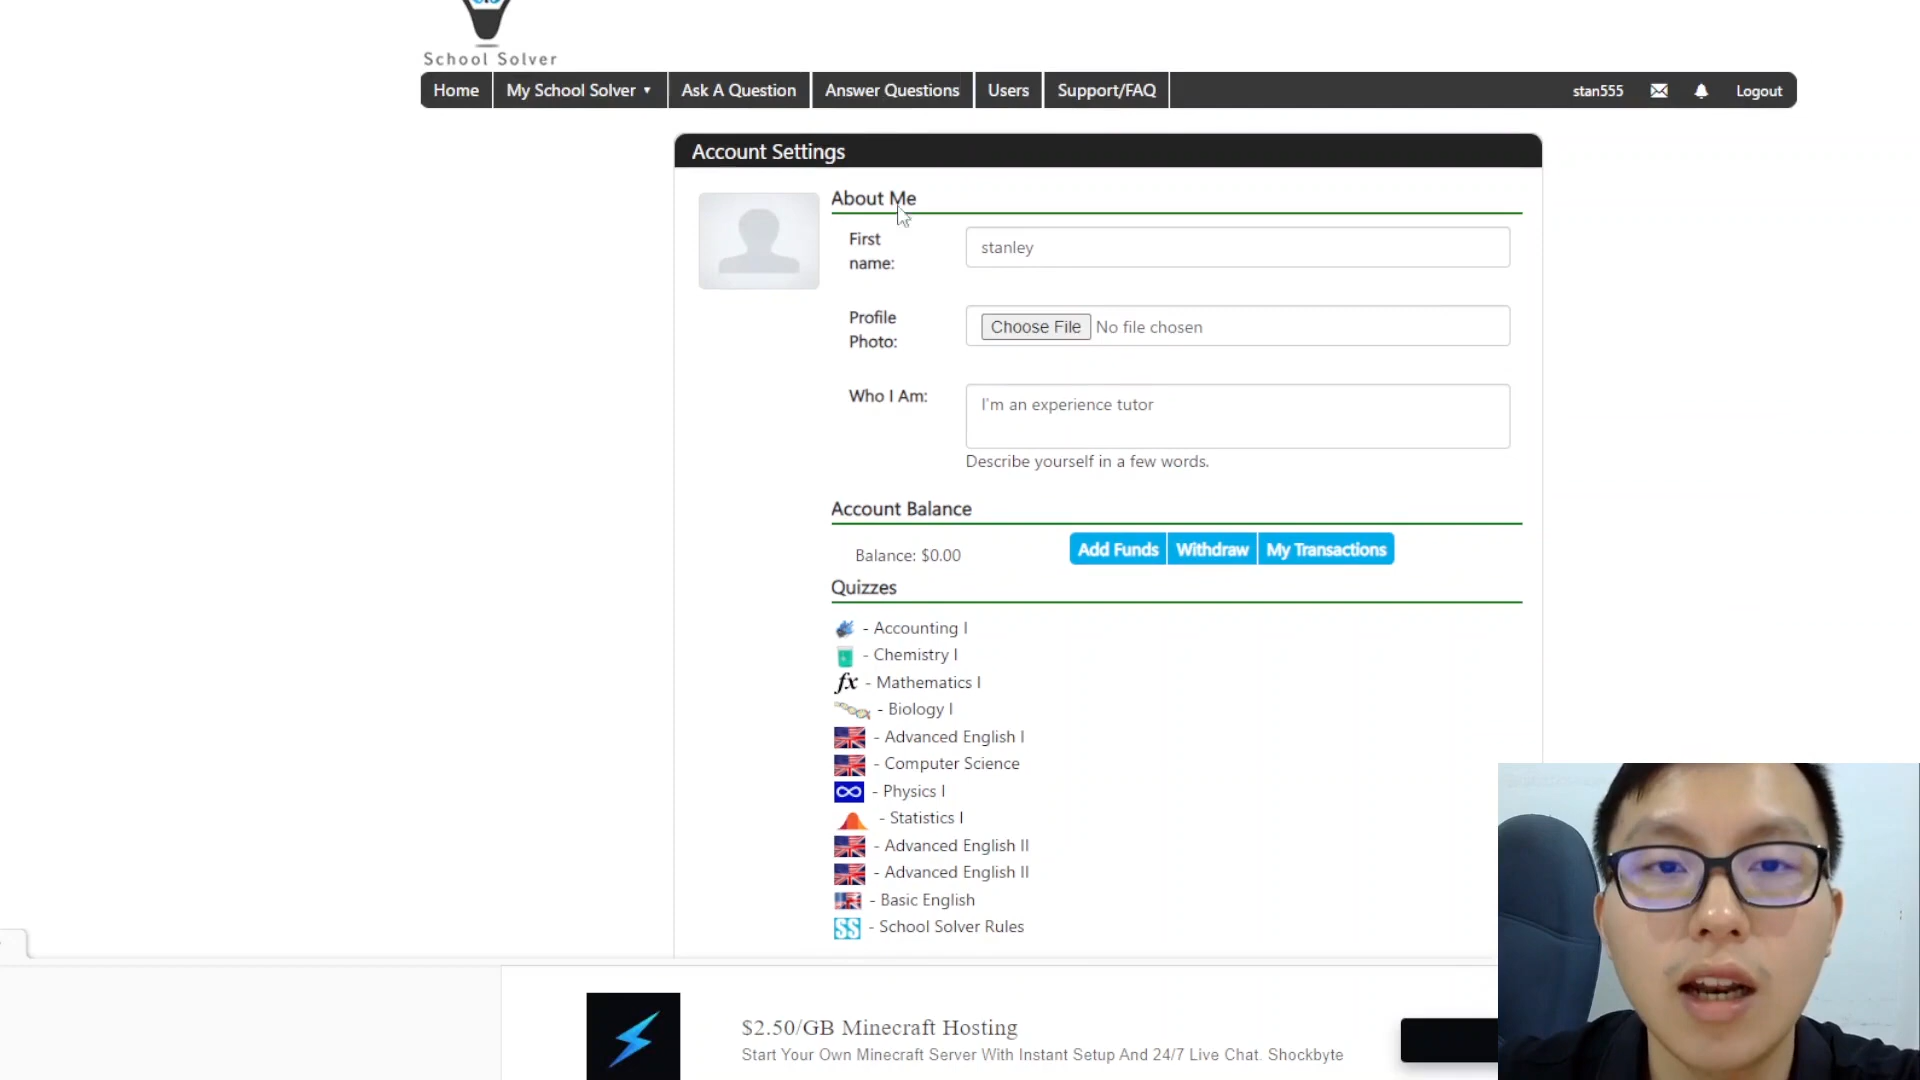 School Solver
Home My School Solver ▾ Ask A Question Answer Questions Users Support/FAQ stan555 Logout
Account Settings
About Me
First
name:
stanley
Profile
Photo:
Choose File No file chosen
Who I Am:
I'm an experience tutor
Describe yourself in a few words.
Account Balance
Balance: $0.00
Add Funds Withdraw My Transactions
Quizzes
- Accounting I
- Chemistry I
fx - Mathematics I
- Biology I
- Advanced English I
- Computer Science
- Physics I
- Statistics I
- Advanced English II
- Advanced English II
- Basic English
SS - School Solver Rules
$2.50/GB Minecraft Hosting
Start Your Own Minecraft Server With Instant Setup And 24/7 Live Chat. Shockbyte